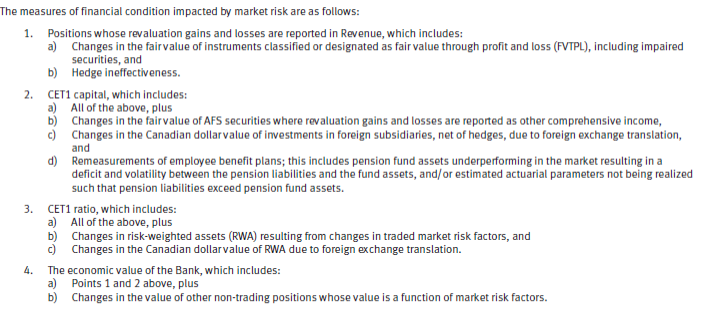 The measures of financial condition impacted by market risk are as follows:
1. Positions whose revaluation gains and losses are reported in Revenue, which includes:
a) Changes in the fair value of instruments classified or designated as fair value through profit and loss (FVTPL), including impaired
securities, and
b) Hedge ineffectiveness.
2. CET1 capital, which includes:
a) All of the above, plus
b) Changes in the fair value of AFS securities where revaluation gains and losses are reported as other comprehensive income,
c) Changes in the Canadian dollar value of investments in foreign subsidiaries, net of hedges, due to foreign exchange translation,
and
d) Remeasurements of employee benefit plans; this includes pension fund assets underperforming in the market resulting in a
deficit and volatility between the pension liabilities and the fund assets, and/or estimated actuarial parameters not being realized
such that pension liabilities exceed pension fund assets.
3. CET1 ratio, which includes:
a) All of the above, plus
b) Changes in risk-weighted assets (RWA) resulting from changes in traded market risk factors, and
c) Changes in the Canadian dollar value of RWA due to foreign exchange translation.
4. The economic value of the Bank, which includes:
a) Points 1 and 2 above, plus
b) Changes in the value of other non-trading positions whose value is a function of market risk factors.